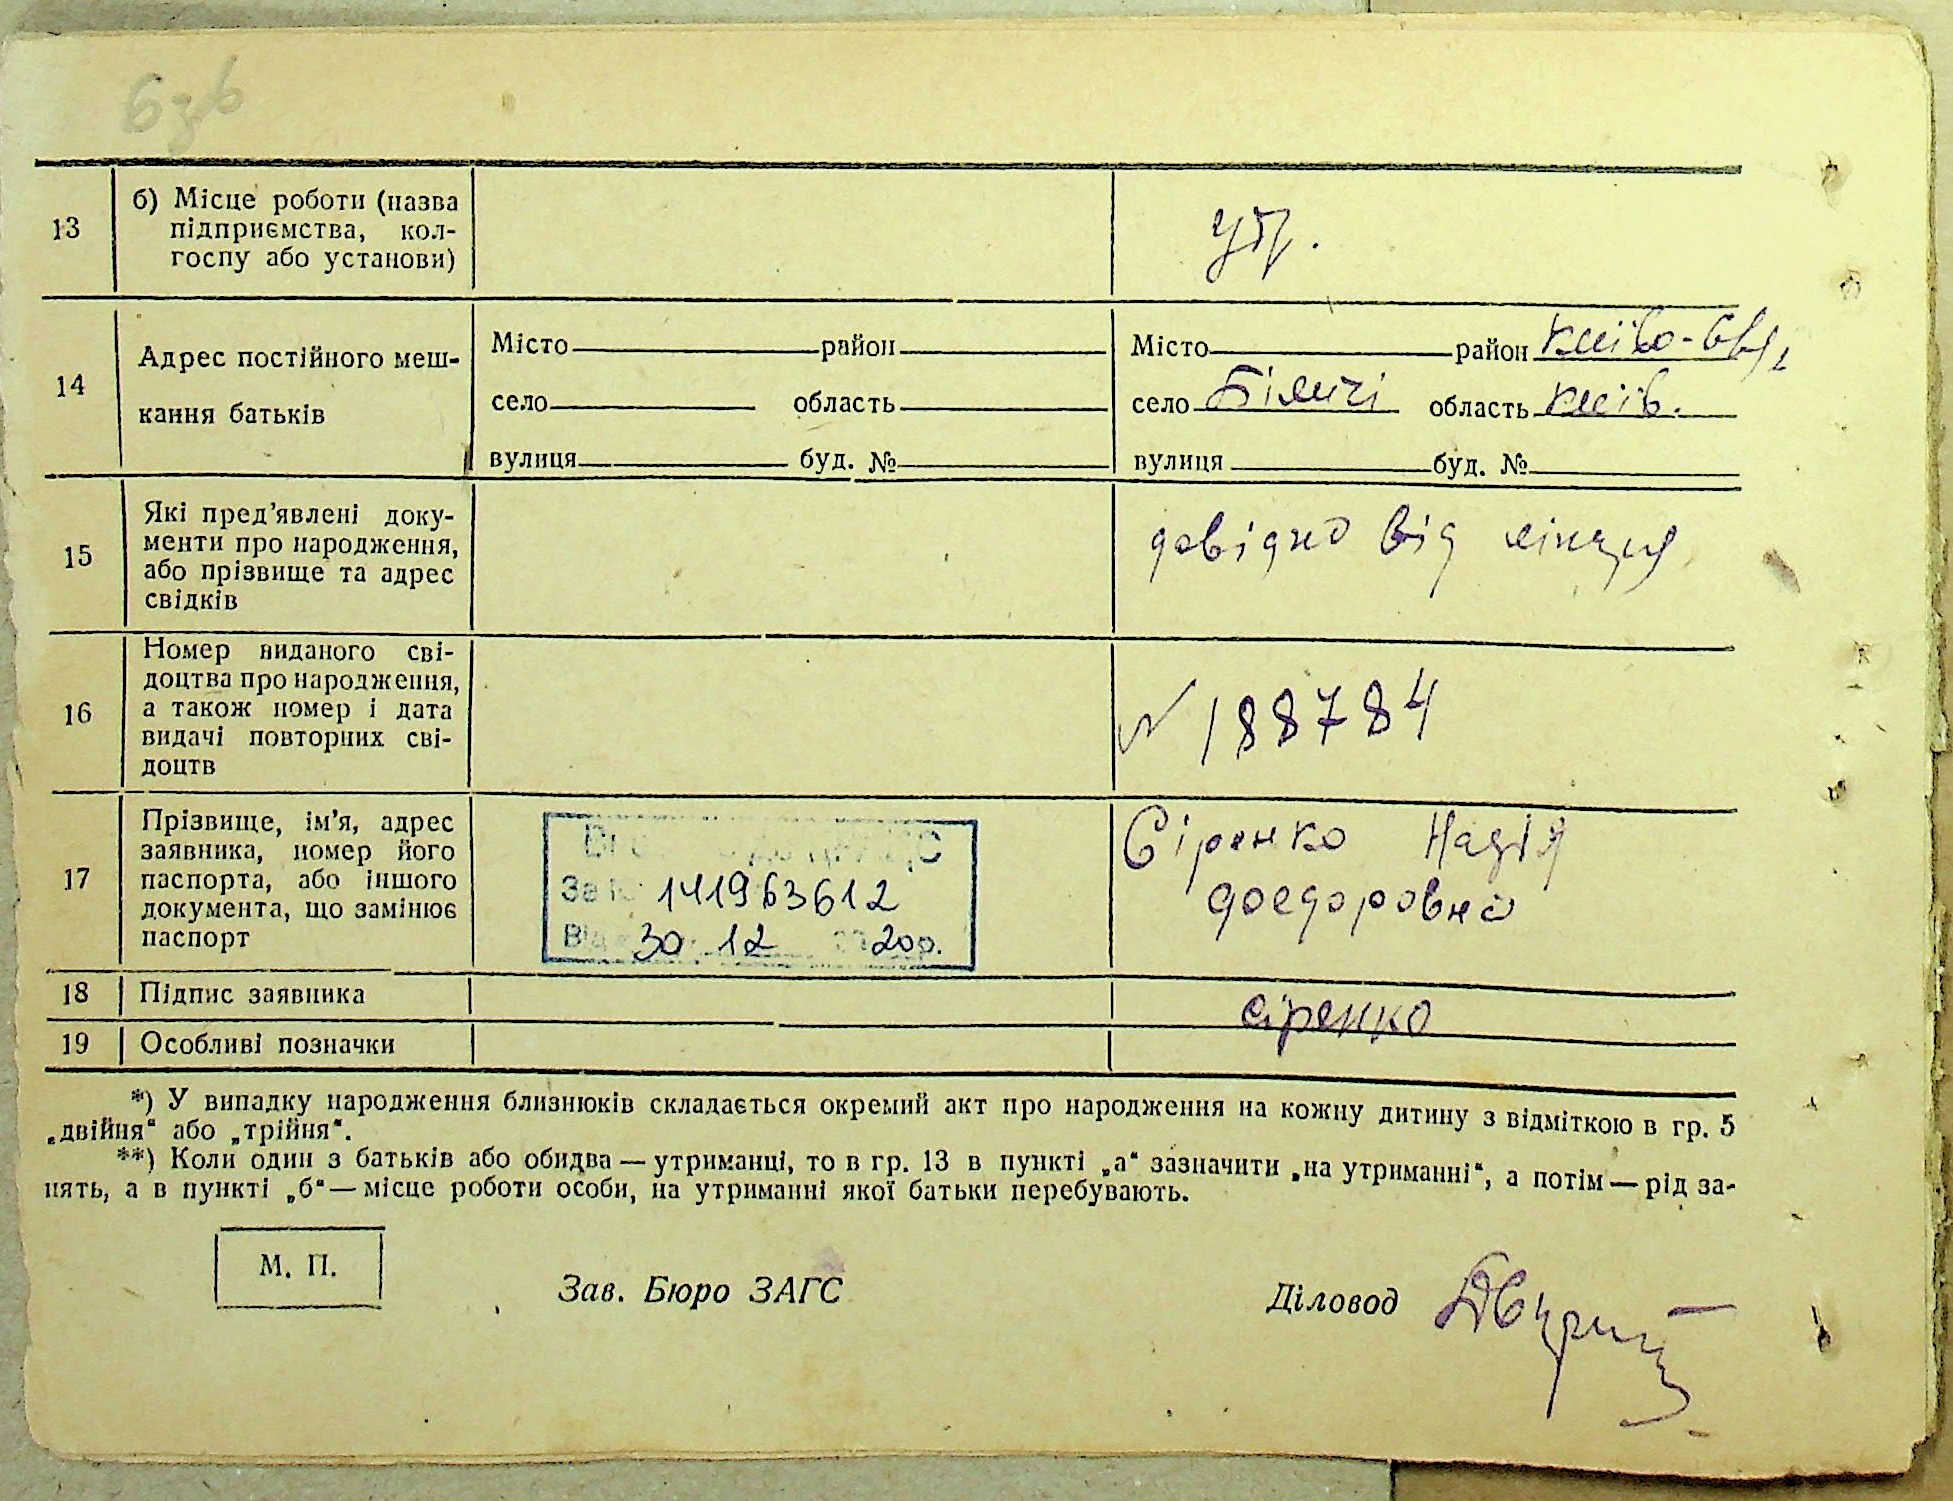 6зв
13 б) Місце роботи (назва
підприємства, кол-
госпу або установи)
14 Адрес постійного меш-
кання батьків
Місто район
село область
вулиця буд. №
Місто район Києво-Свя
село Біличі область Київ.
вулиця буд. №
15 Які пред’явлені доку-
менти про народження,
або прізвище та адрес
свідків
довідка від
16 Номер виданого сві-
доцтва про народження,
а також номер і дата
видачі повторних сві-
доцтв
N 188784
17 Прізвище, ім’я, адрес
заявника, номер його
паспорта, або іншого
документа, що замінює
паспорт
За № 141963612
Від 30 12 20 р.
Сіренко Надія
Федоровна
18 Підпис заявника
сіренко
19 Особливі позначки
*) У випадку народження близнюків складається окремий акт про народження на кожну дитину з відміткою в гр. 5
„двійня“ або „трійня“.
**) Коли один з батьків або обидва — утриманці, то в гр. 13 в пункті „а“ зазначити „на утриманні“, а потім — рід за-
нять, а в пункті „б“ — місце роботи особи, на утриманні якої батьки перебувають.
М. П.
Зав. Бюро ЗАГС
Діловод